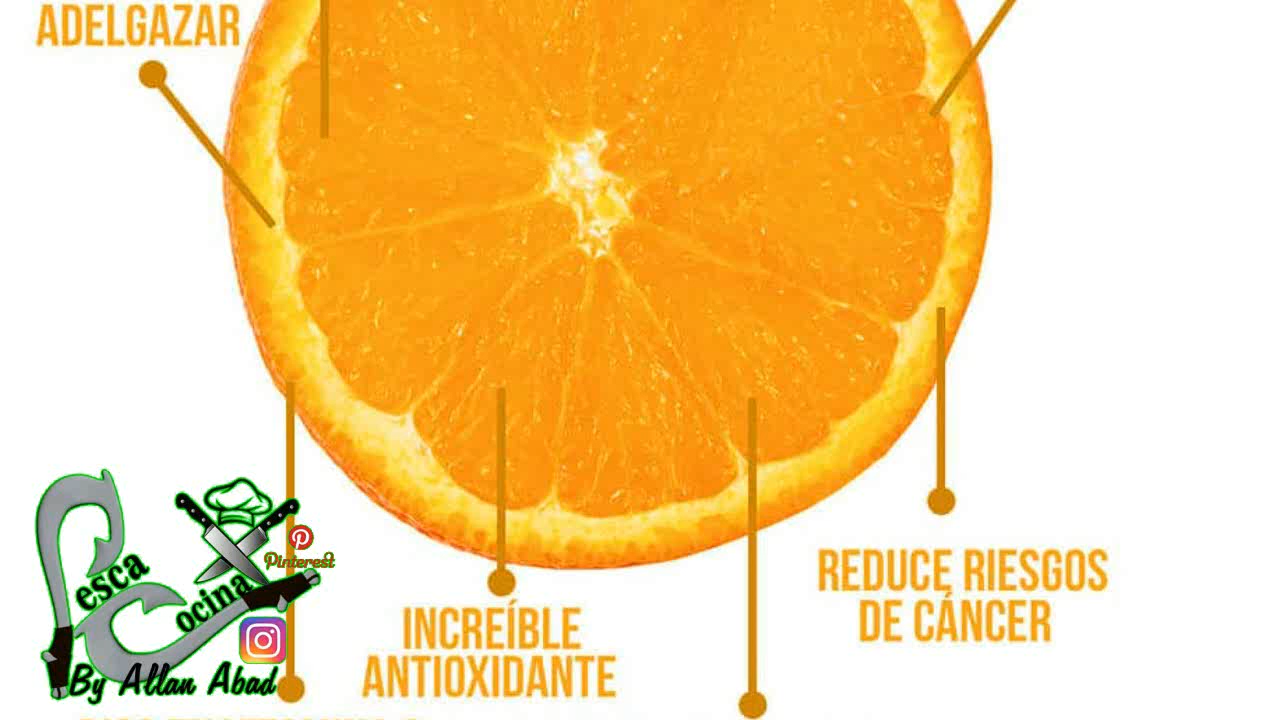 ADELGAZAR
REDUCE RIESGOS
DE CÁNCER
INCREÍBLE
ANTIOXIDANTE
Pesca
Cocina
Pinterest
By Allan Abad